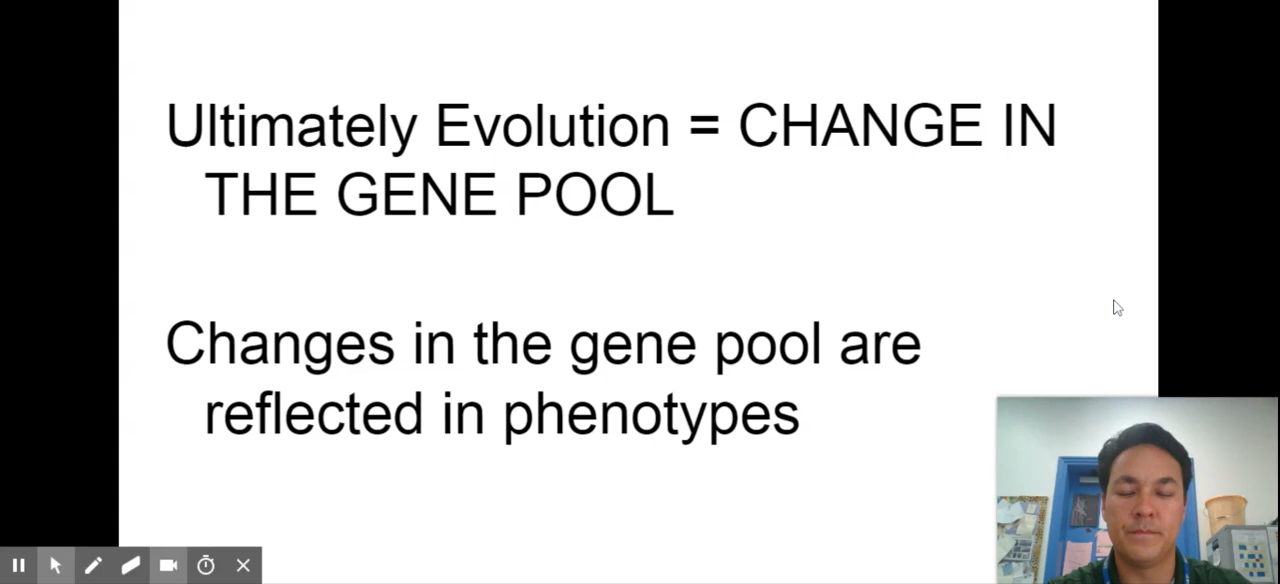 Ultimately Evolution = CHANGE IN
THE GENE POOL
Changes in the gene pool are
reflected in phenotypes